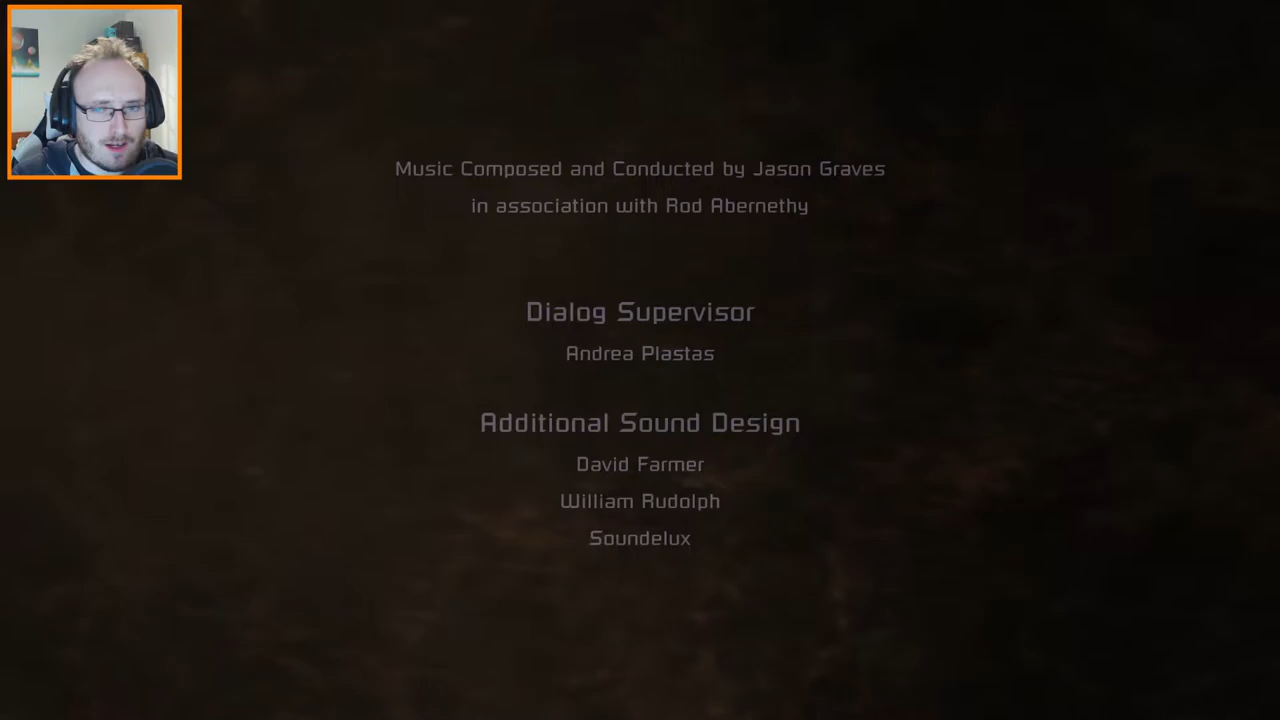 Music Composed and Conducted by Jason Graves
in association with Rod Abernethy
Dialog Supervisor
Andrea Plastas
Additional Sound Design
David Farmer
William Rudolph
Soundelux